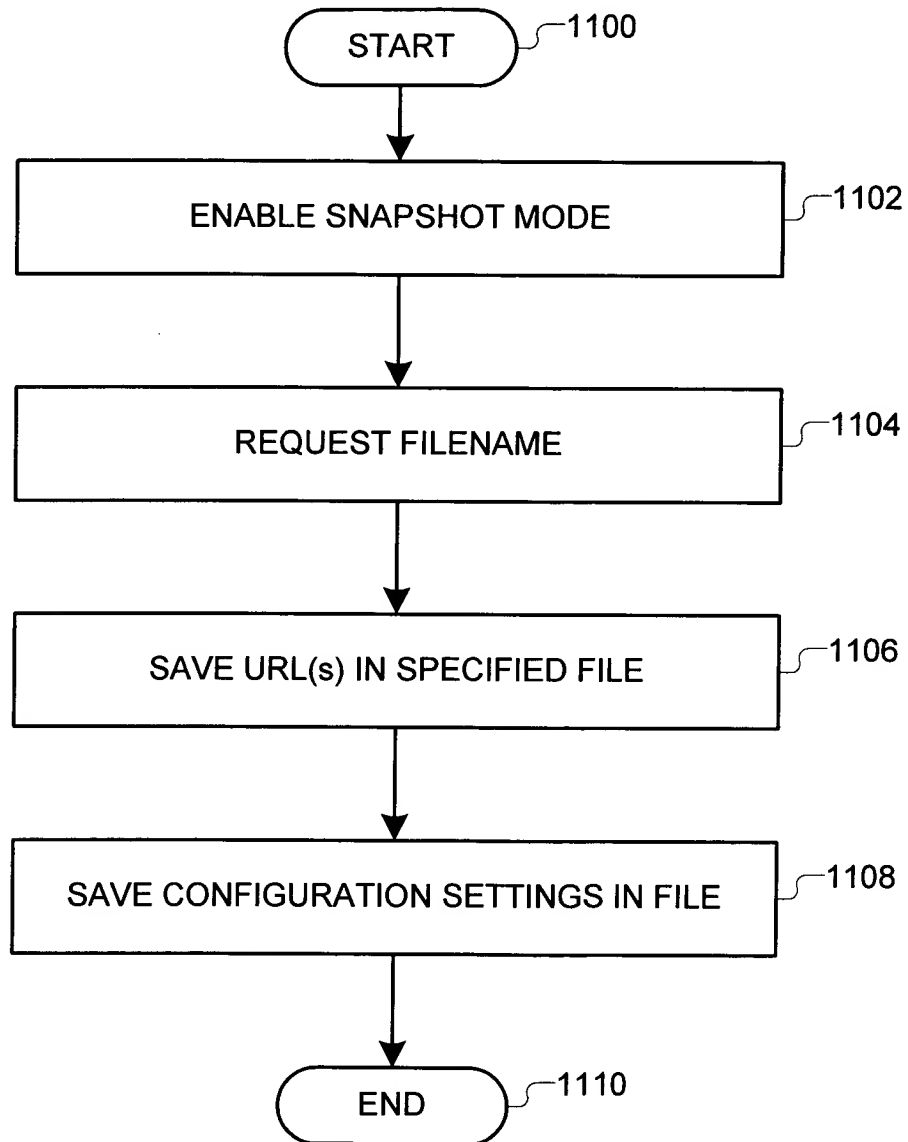 START
1100
ENABLE SNAPSHOT MODE
1102
REQUEST FILENAME
1104
SAVE URL(s) IN SPECIFIED FILE
1106
SAVE CONFIGURATION SETTINGS IN FILE
1108
END
1110